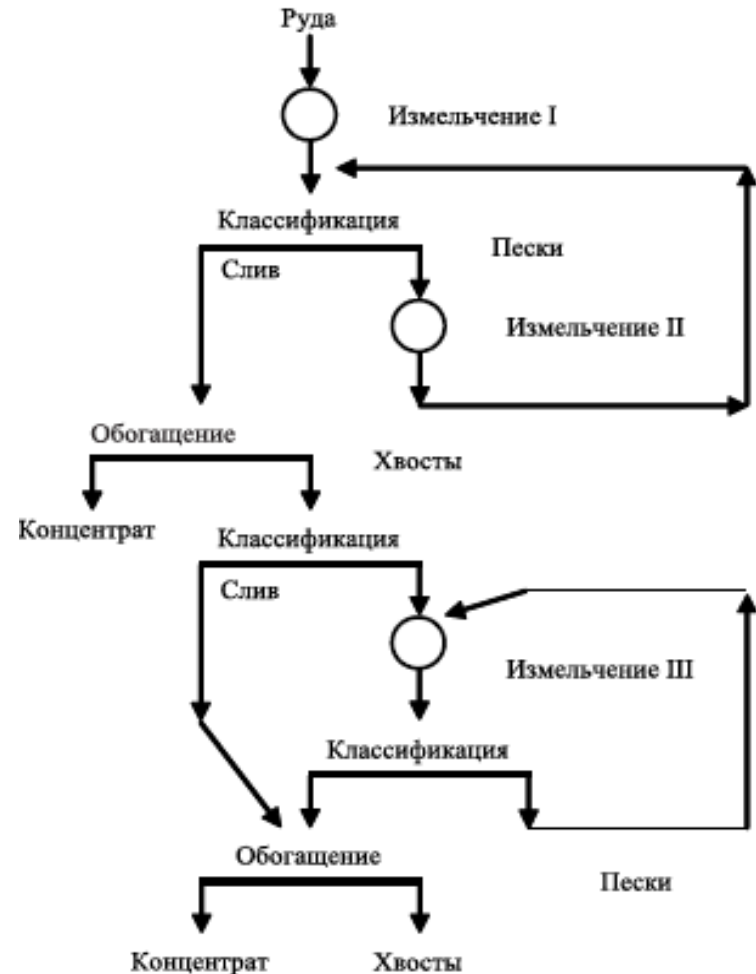 Руда
Измельчение I
Классификация
Пески
Слив
Измельчение II
Обогащение
Хвосты
Концентрат
Классификация
Слив
Измельчение III
Классификация
Обогащение
Пески
Концентрат
Хвосты